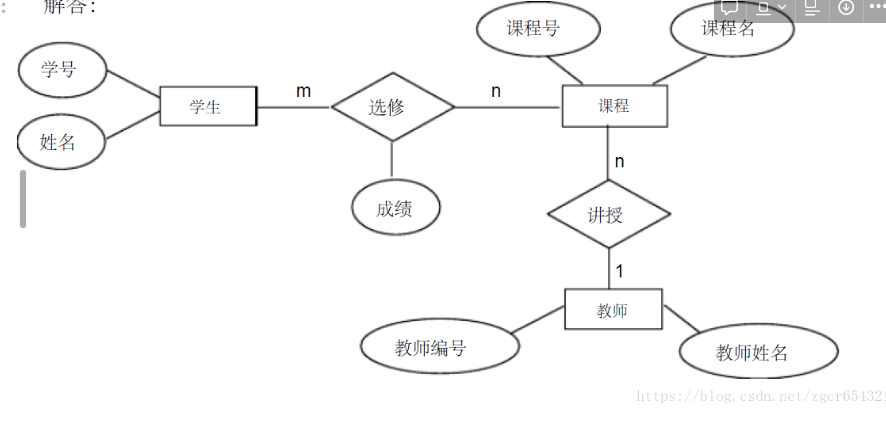 解答:
课程号
课程名
学号
学生
m
选修
n
课程
姓名
n
成绩
讲授
1
教师
教师编号
教师姓名
https://blog.csdn.net/zgcr654321